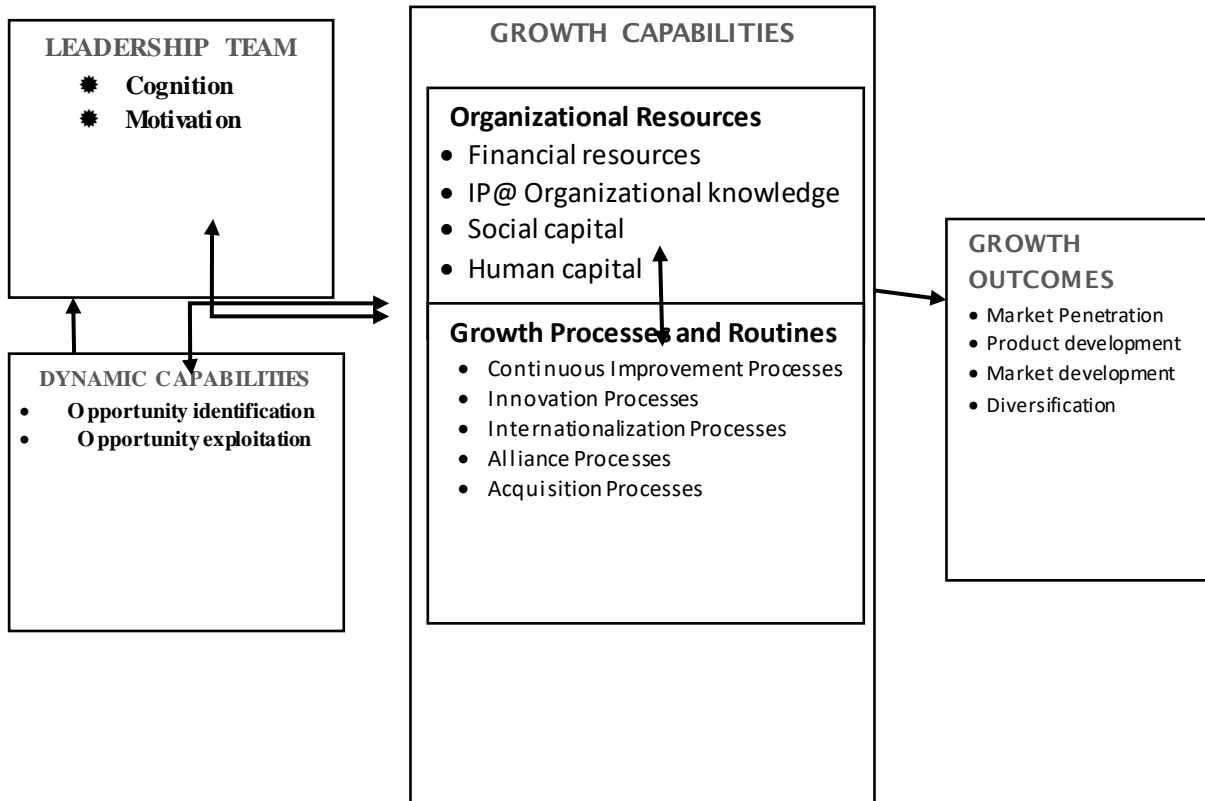 LEADERSHIP TEAM
Cognition
Motivation
DYNAMIC CAPABILITIES
Opportunity identification
Opportunity exploitation
GROWTH CAPABILITIES
Organizational Resources
Financial resources
IP@ Organizational knowledge
Social capital
Human capital
Growth Processes and Routines
Continuous Improvement Processes
Innovation Processes
Internationalization Processes
Alliance Processes
Acquisition Processes
GROWTH
OUTCOMES
Market Penetration
Product development
Market development
Diversification